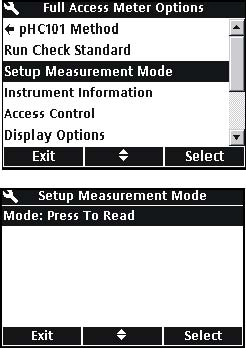 Full Access Meter Options
← pHC101 Method
Run Check Standard
Setup Measurement Mode
Instrument Information
Access Control
Display Options
Exit Select
Setup Measurement Mode
Mode: Press To Read
Exit Select